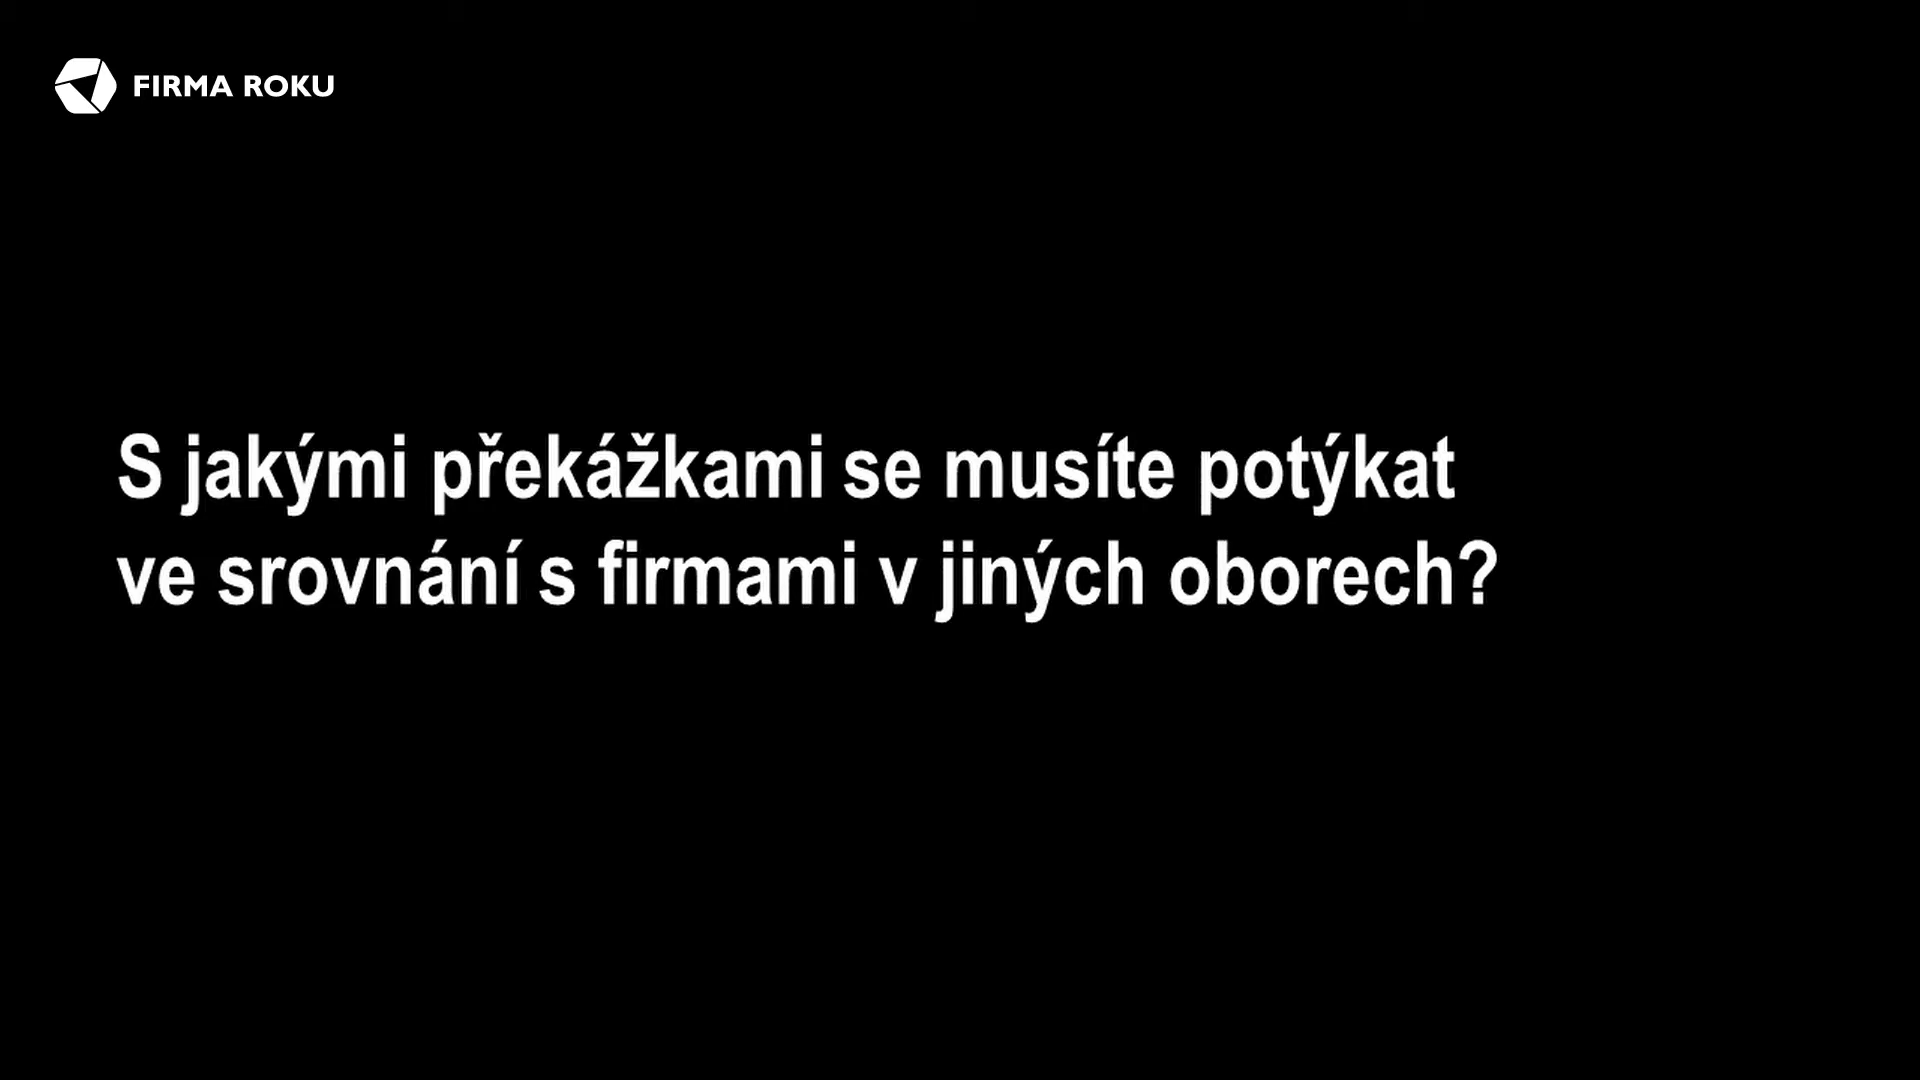 FIRMA ROKU
S jakými překážkami se musíte potýkat
ve srovnání s firmami v jiných oborech?